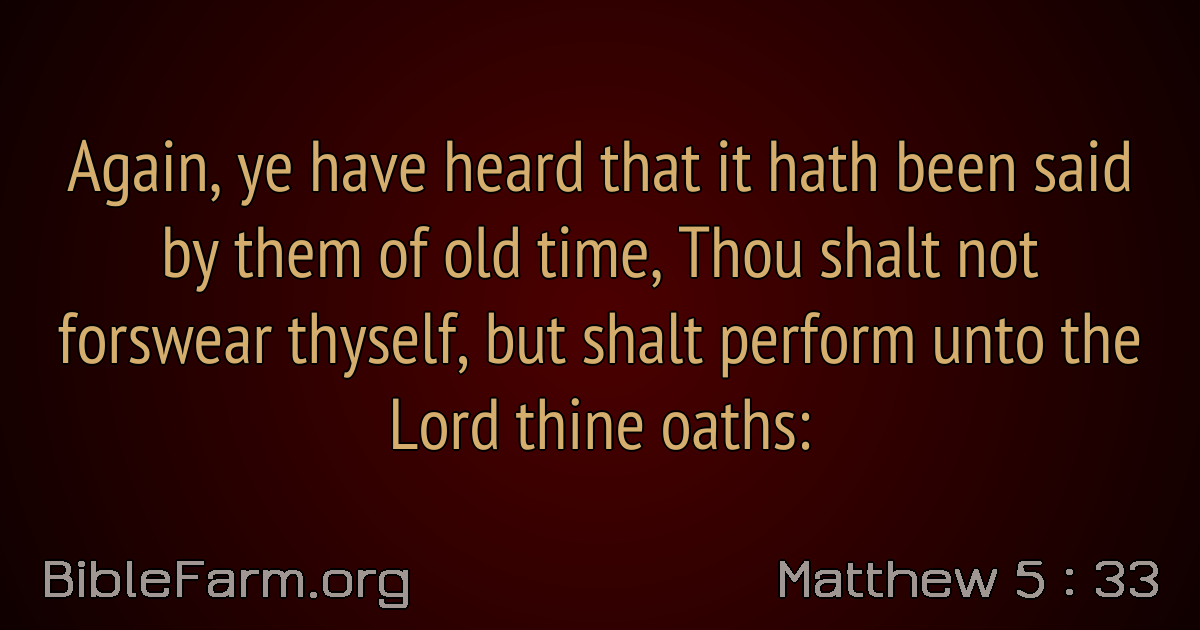 Again, ye have heard that it hath been said
by them of old time, Thou shalt not
forswear thyself, but shalt perform unto the
Lord thine oaths:
BibleFarm.org
Matthew 5 : 33